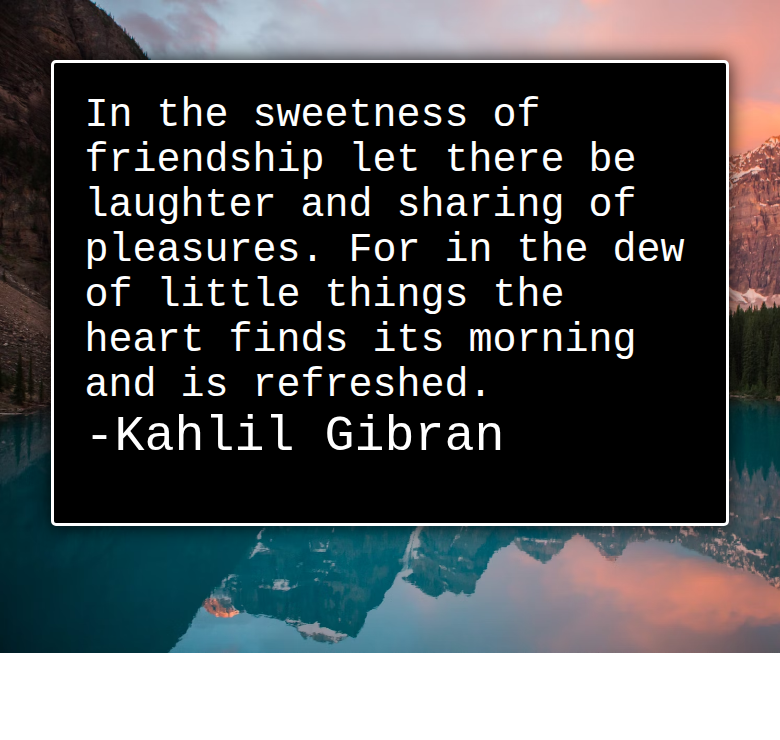 In the sweetness of
friendship let there be
laughter and sharing of
pleasures. For in the dew
of little things the
heart finds its morning
and is refreshed.
-Kahlil Gibran